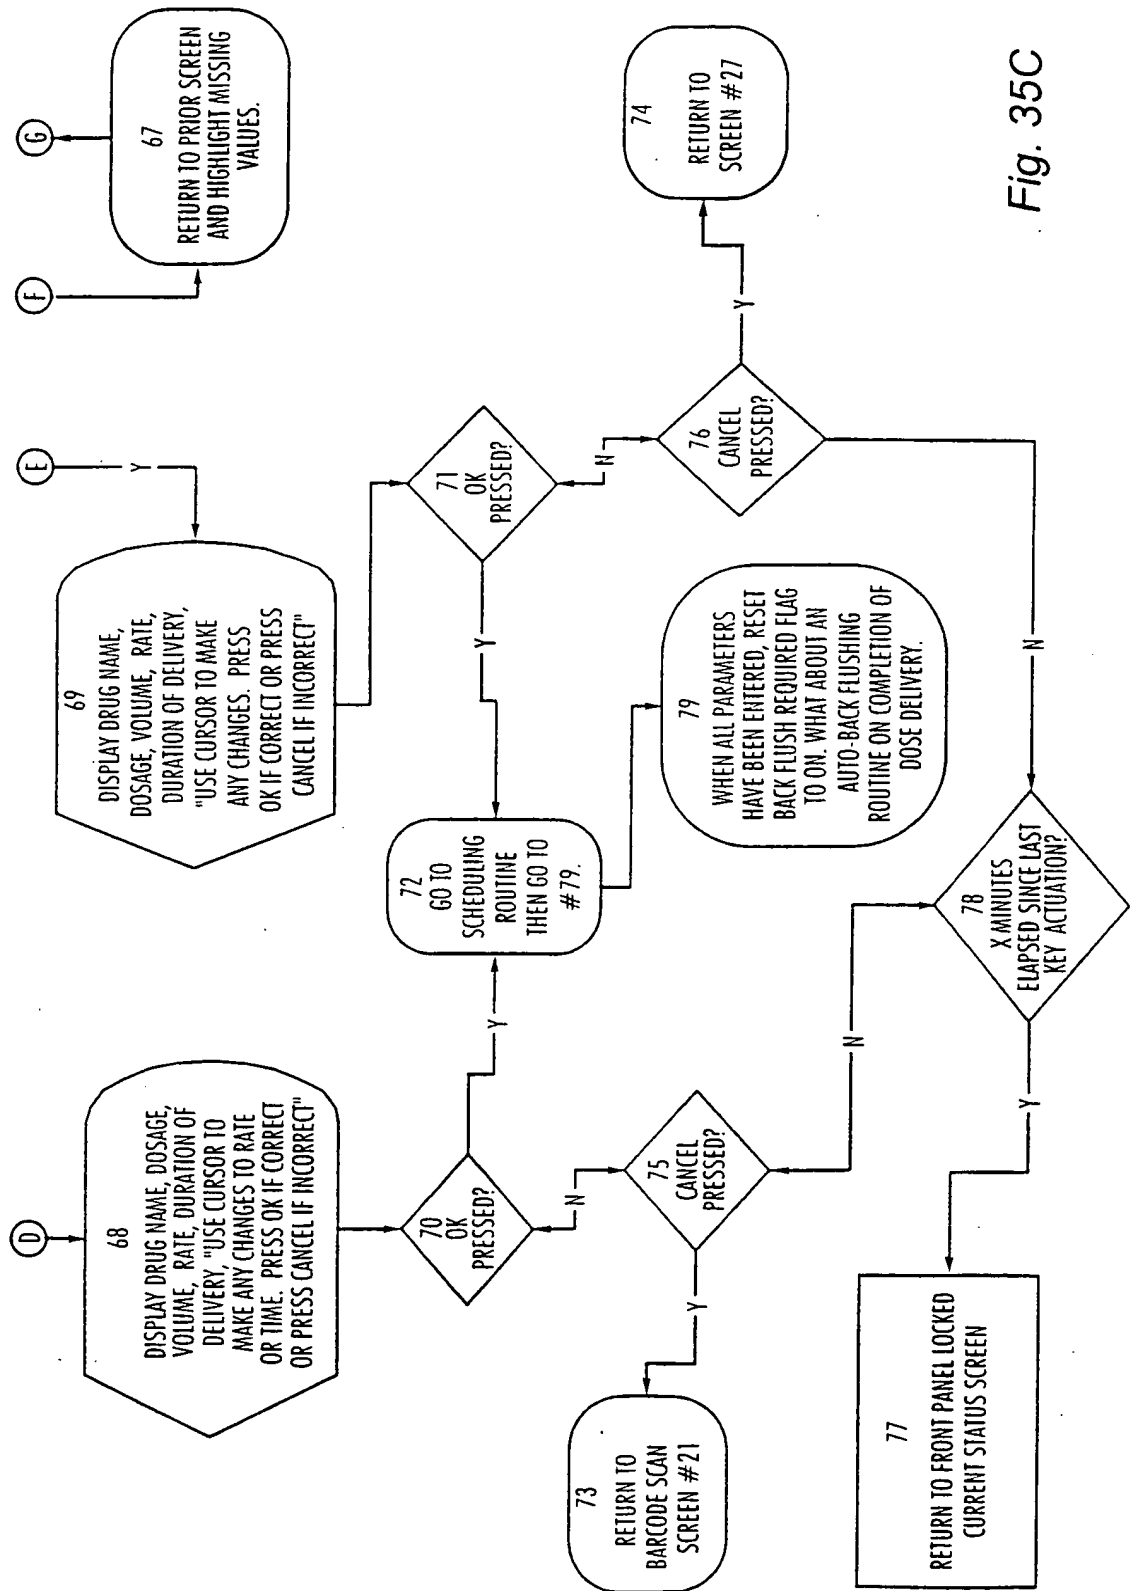 D
E
F
G
68
DISPLAY DRUG NAME, DOSAGE,
VOLUME, RATE, DURATION OF
DELIVERY, "USE CURSOR TO
MAKE ANY CHANGES TO RATE
OR TIME. PRESS OK IF CORRECT
OR PRESS CANCEL IF INCORRECT"
Y
69
DISPLAY DRUG NAME,
DOSAGE, VOLUME, RATE,
DURATION OF DELIVERY,
"USE CURSOR TO MAKE
ANY CHANGES. PRESS
OK IF CORRECT OR PRESS
CANCEL IF INCORRECT"
67
RETURN TO PRIOR SCREEN
AND HIGHLIGHT MISSING
VALUES.
70
OK
PRESSED?
Y
72
GO TO
SCHEDULING
ROUTINE
THEN GO TO
#79.
Y
71
OK
PRESSED?
N
N
73
RETURN TO
BARCODE SCAN
SCREEN #21
Y
75
CANCEL
PRESSED?
79
WHEN ALL PARAMETERS
HAVE BEEN ENTERED, RESET
BACK FLUSH REQUIRED FLAG
TO ON. WHAT ABOUT AN
AUTO-BACK FLUSHING
ROUTINE ON COMPLETION OF
DOSE DELIVERY.
76
CANCEL
PRESSED?
Y
74
RETURN TO
SCREEN #27
N
N
77
RETURN TO FRONT PANEL LOCKED
CURRENT STATUS SCREEN
Y
78
X MINUTES
ELAPSED SINCE LAST
KEY ACTUATION?
Fig. 35C